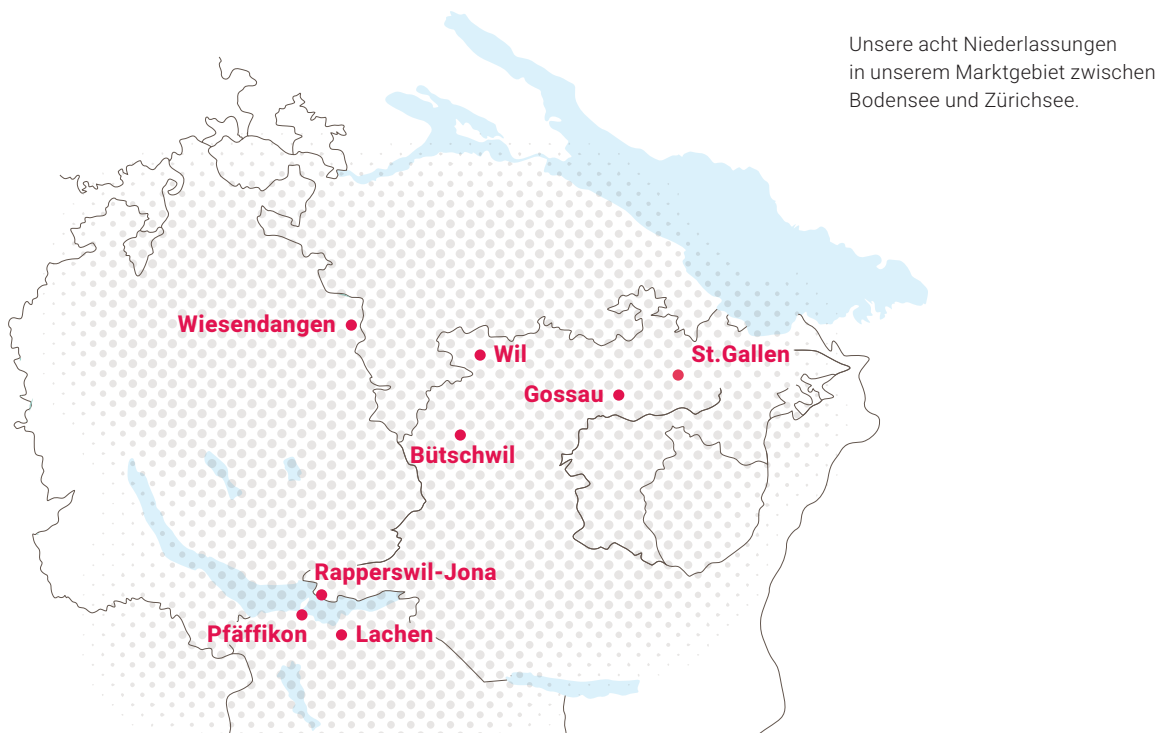 Unsere acht Niederlassungen
in unserem Marktgebiet zwischen
Bodensee und Zürichsee.
Wiesendangen
Wil
St.Gallen
Gossau
Bütschwil
Rapperswil-Jona
Pfäffikon
Lachen